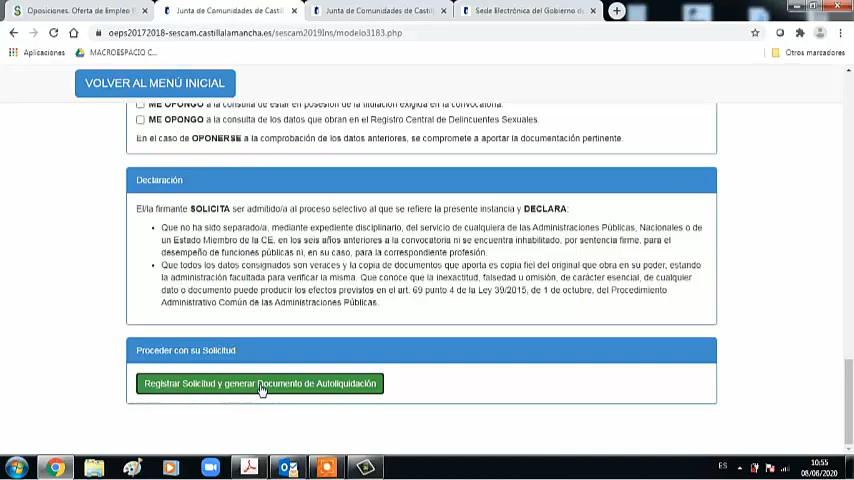 Oposiciones. Oferta de Empleo P
Junta de Comunidades de Castill
Junta de Comunidades de Castill
Sede Electrónica del Gobierno de
oeps20172018-sescam.castillalamancha.es/sescam2019lns/modelo3183.php
Aplicaciones
MACROESPACIO C...
Otros marcadores
VOLVER AL MENÚ INICIAL
ME OPONGO a la consulta de estar en posesión de la titulación exigida en la convocatoria.
ME OPONGO a la consulta de los datos que obran en el Registro Central de Delincuentes Sexuales.
En el caso de OPONERSE a la comprobación de los datos anteriores, se compromete a aportar la documentación pertinente.
Declaración
El/la firmante SOLICITA ser admitido/a al proceso selectivo al que se refiere la presente instancia y DECLARA:
• Que no ha sido separado/a, mediante expediente disciplinario, del servicio de cualquiera de las Administraciones Públicas, Nacionales o de
un Estado Miembro de la CE, en los seis años anteriores a la convocatoria ni se encuentra inhabilitado, por sentencia firme, para el
desempeño de funciones públicas ni, en su caso, para la correspondiente profesión.
• Que todos los datos consignados son veraces y la copia de documentos que aporta es copia fiel del original que obra en su poder, estando
la administración facultada para verificar la misma. Que conoce que la inexactitud, falsedad u omisión, de carácter esencial, de cualquier
dato o documento puede producir los efectos previstos en el art. 69 punto 4 de la Ley 39/2015, de 1 de octubre, del Procedimiento
Administrativo Común de las Administraciones Públicas.
Proceder con su Solicitud
Registrar Solicitud y generar Documento de Autoliquidación
ES
10:55
08/06/2020